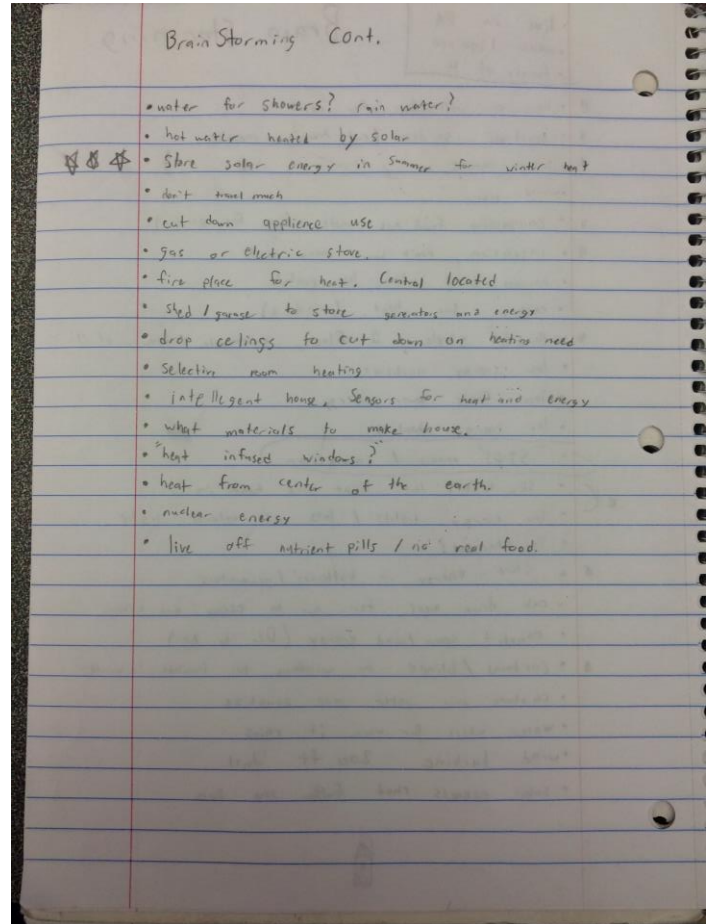 Brain Storming Cont.
• water for showers? rain water?
• hot water heated by solar
• Store solar energy in Summer for winter heat
• don't travel much
• cut down applience use
• gas or electric stove.
• fire place for heat. Central located
• shed / garage to store generators and energy
• drop celings to cut down on heating need
• Selectiv room heating
• intelligent house, Sensors for heat and energy
• what materials to make house.
• "heat infused windows?"
• heat from center of the earth.
• nuclear energy
• live off nutrient pills / no real food.